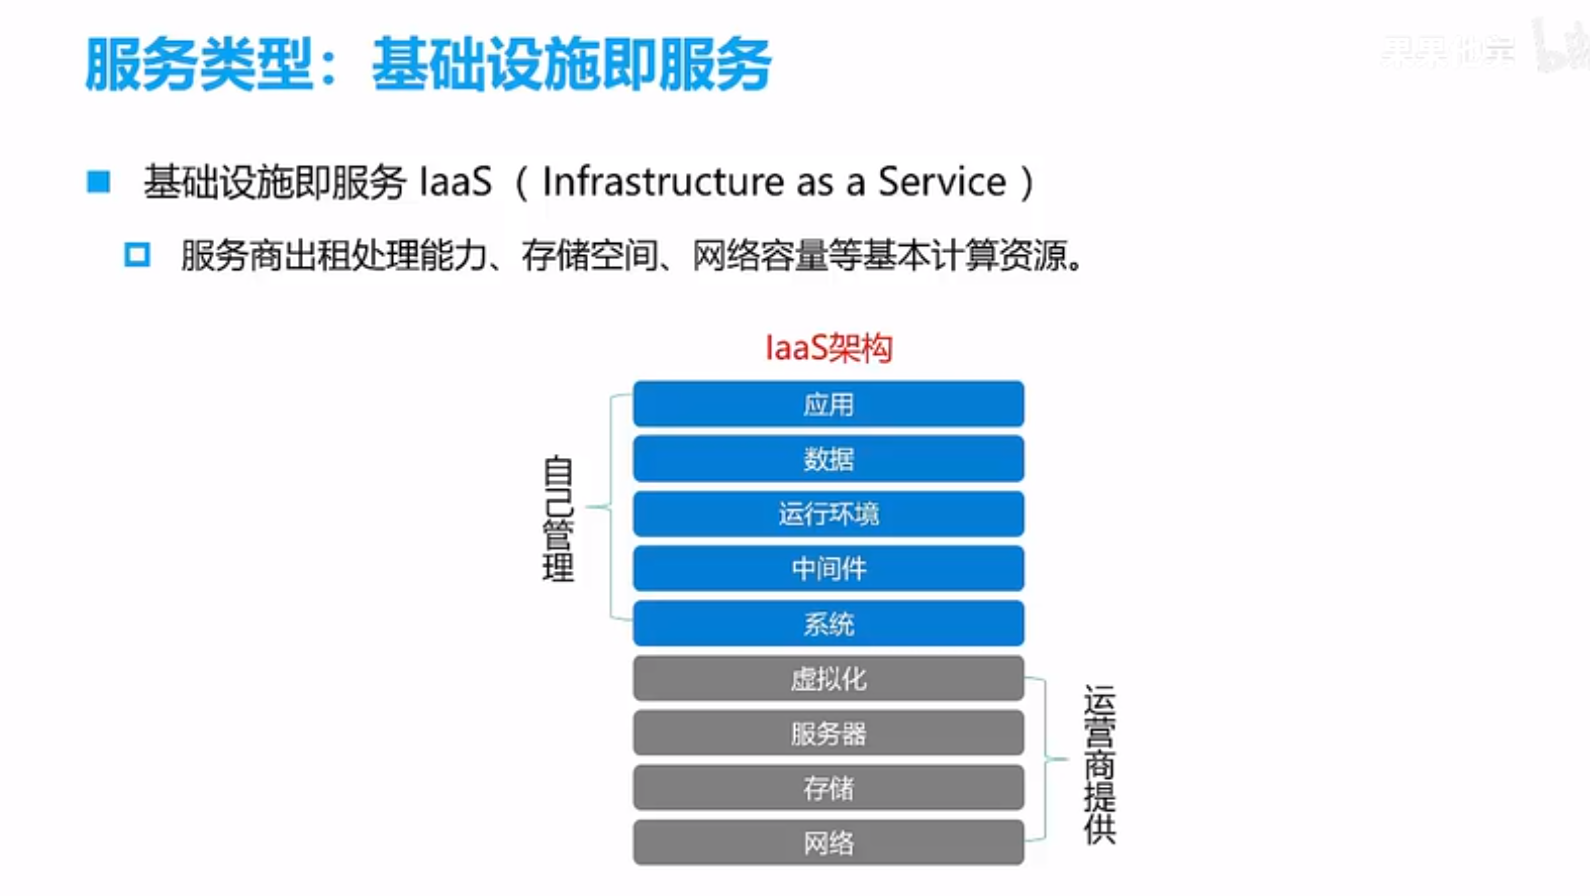 服务类型：基础设施即服务
基础设施即服务 IaaS（Infrastructure as a Service）
服务商出租处理能力、存储空间、网络容量等基本计算资源。
IaaS架构
应用
数据
运行环境
中间件
系统
虚拟化
服务器
存储
网络
自己管理
运营商提供